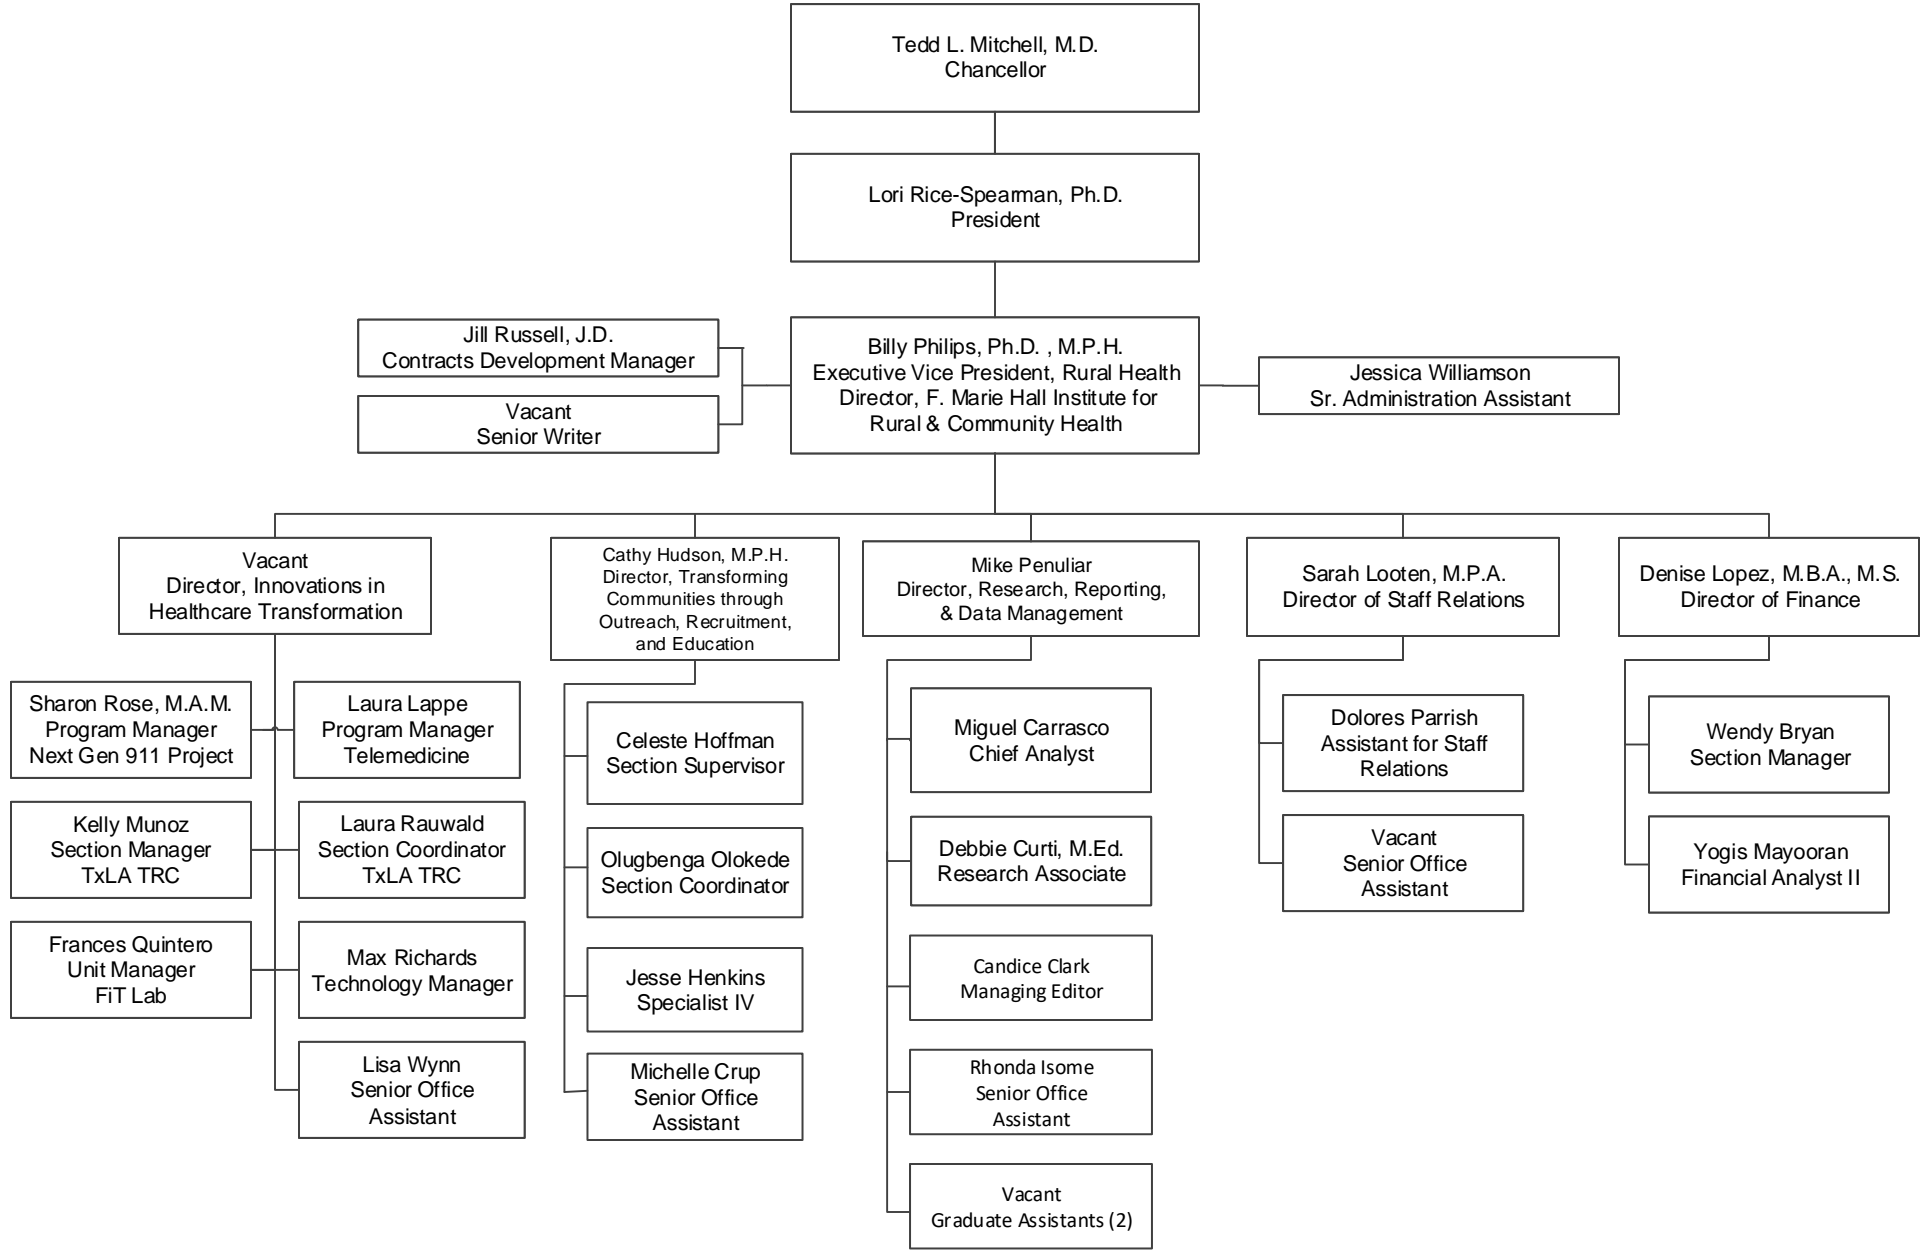 Tedd L. Mitchell, M.D.
Chancellor
Lori Rice-Spearman, Ph.D.
President
Jill Russell, J.D.
Contracts Development Manager
Vacant
Senior Writer
Billy Philips, Ph.D. , M.P.H.
Executive Vice President, Rural Health
Director, F. Marie Hall Institute for
Rural & Community Health
Jessica Williamson
Sr. Administration Assistant
Vacant
Director, Innovations in
Healthcare Transformation
Cathy Hudson, M.P.H.
Director, Transforming
Communities through
Outreach, Recruitment,
and Education
Mike Penuliar
Director, Research, Reporting,
& Data Management
Sarah Looten, M.P.A.
Director of Staff Relations
Denise Lopez, M.B.A., M.S.
Director of Finance
Sharon Rose, M.A.M.
Program Manager
Next Gen 911 Project
Laura Lappe
Program Manager
Telemedicine
Kelly Munoz
Section Manager
TxLA TRC
Laura Rauwald
Section Coordinator
TxLA TRC
Frances Quintero
Unit Manager
FiT Lab
Max Richards
Technology Manager
Lisa Wynn
Senior Office
Assistant
Celeste Hoffman
Section Supervisor
Olugbenga Olokede
Section Coordinator
Jesse Henkins
Specialist IV
Michelle Crup
Senior Office
Assistant
Miguel Carrasco
Chief Analyst
Debbie Curti, M.Ed.
Research Associate
Candice Clark
Managing Editor
Rhonda Isome
Senior Office
Assistant
Vacant
Graduate Assistants (2)
Dolores Parrish
Assistant for Staff
Relations
Vacant
Senior Office
Assistant
Wendy Bryan
Section Manager
Yogis Mayooran
Financial Analyst II